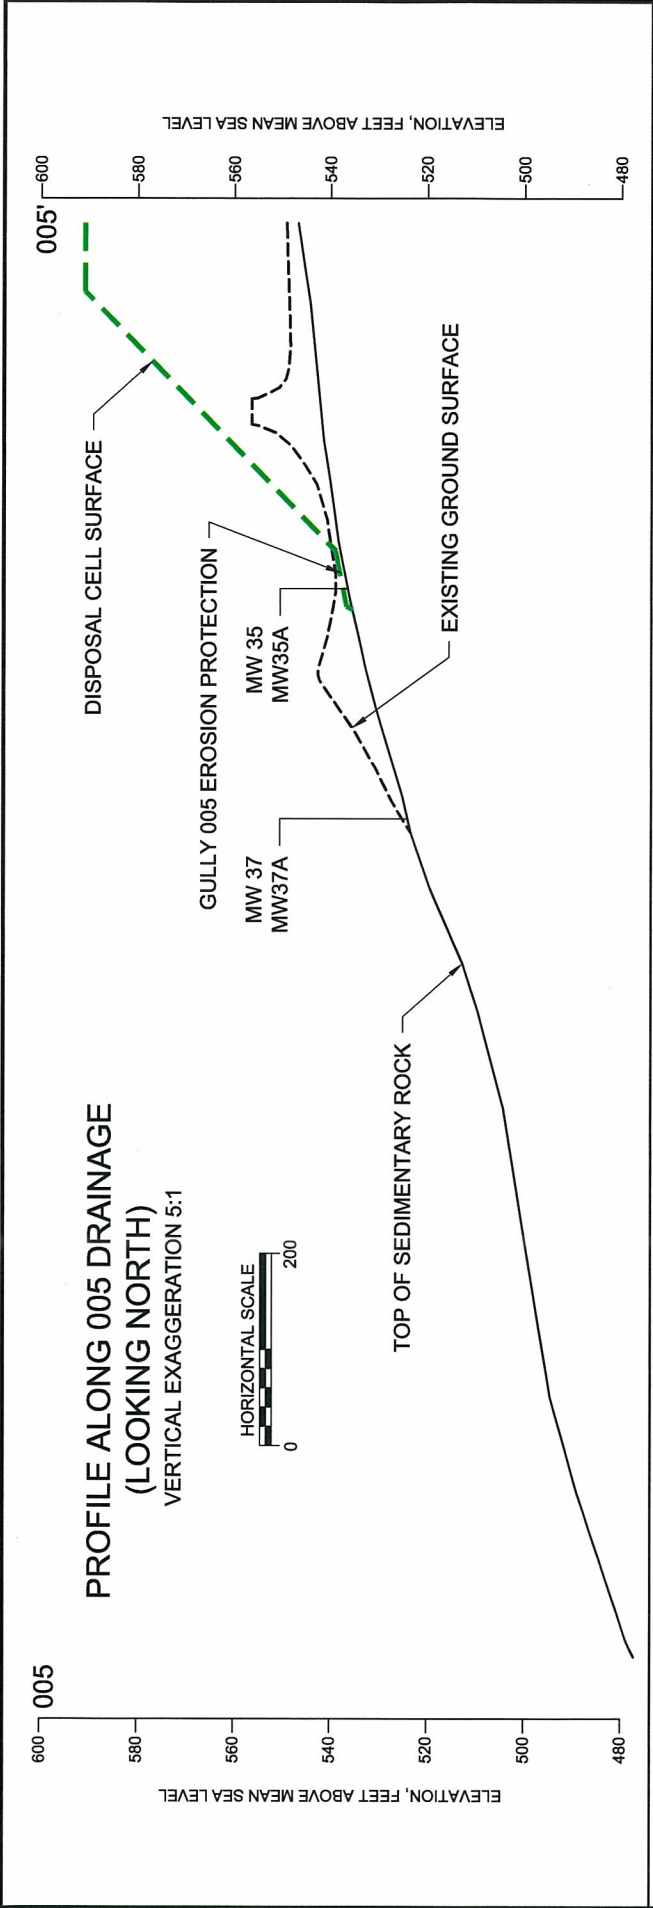 PROFILE ALONG 005 DRAINAGE
(LOOKING NORTH)
VERTICAL EXAGGERATION 5:1
HORIZONTAL SCALE
0
200
005
005'
600
580
560
540
520
500
480
ELEVATION, FEET ABOVE MEAN SEA LEVEL
DISPOSAL CELL SURFACE
GULLY 005 EROSION PROTECTION
MW 37
MW37A
MW 35
MW35A
EXISTING GROUND SURFACE
TOP OF SEDIMENTARY ROCK
600
580
560
540
520
500
480
ELEVATION, FEET ABOVE MEAN SEA LEVEL